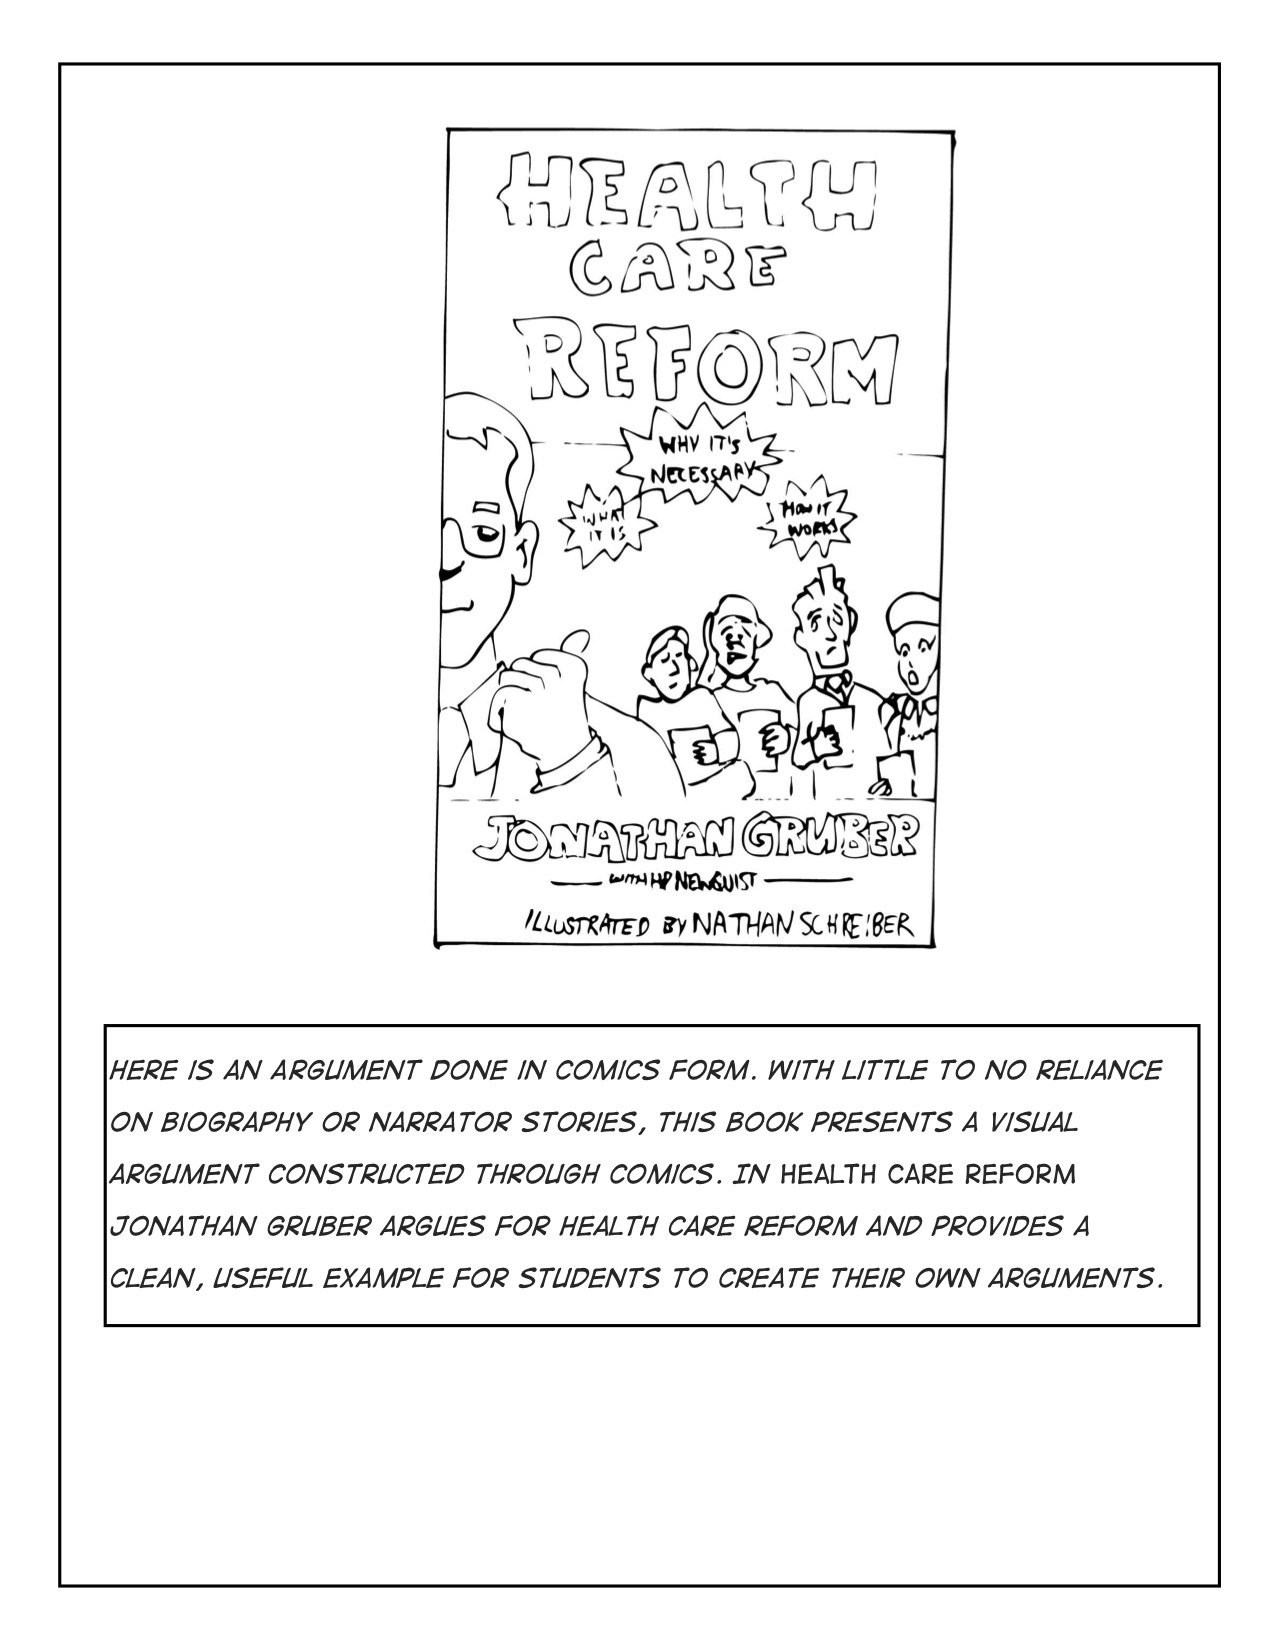 HEALTH
CARE
REFORM
WHY IT'S
NECESSARY
WHAT
IT IS
HOW IT
WORKS
JONATHAN GRUBER
WITH HP NEWQUIST
ILLUSTRATED BY NATHAN SCHREIBER
HERE IS AN ARGUMENT DONE IN COMICS FORM. WITH LITTLE TO NO RELIANCE
ON BIOGRAPHY OR NARRATOR STORIES, THIS BOOK PRESENTS A VISUAL
ARGUMENT CONSTRUCTED THROUGH COMICS. IN HEALTH CARE REFORM
JONATHAN GRUBER ARGUES FOR HEALTH CARE REFORM AND PROVIDES A
CLEAN, USEFUL EXAMPLE FOR STUDENTS TO CREATE THEIR OWN ARGUMENTS.